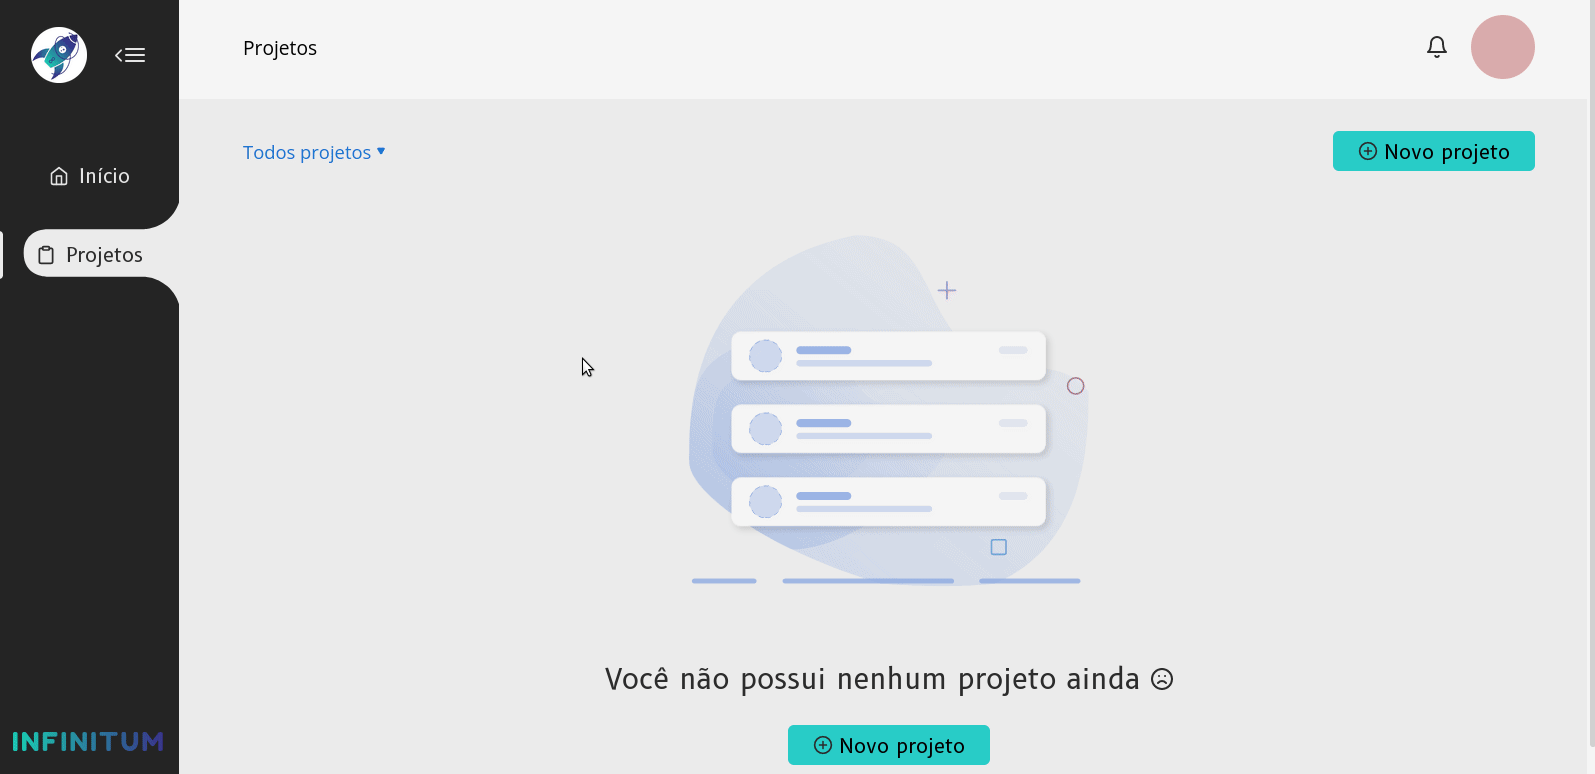 Projetos
Todos projetos
Novo projeto
Início
Projetos
Você não possui nenhum projeto ainda
Novo projeto
INFINITUM